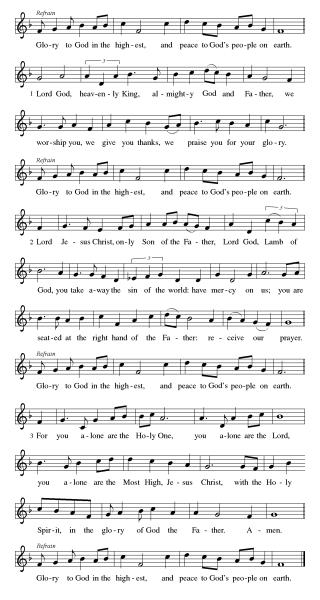 Refrain
Glo-ry to God in the high-est, and peace to God's peo-ple on earth.
3
1 Lord God, heav-en-ly King, al-might-y God and Fa-ther, we
wor-ship you, we give you thanks, we praise you for your glo-ry.
Refrain
Glo-ry to God in the high-est, and peace to God's peo-ple on earth.
3
2 Lord Je-sus Christ, on-ly Son of the Fa-ther, Lord God, Lamb of
3
God, you take a-way the sin of the world: have mer-cy on us; you are
seat-ed at the right hand of the Fa-ther: re-ceive our prayer.
Refrain
Glo-ry to God in the high-est, and peace to God's peo-ple on earth.
3 For you a-lone are the Ho-ly One, you a-lone are the Lord,
you a-lone are the Most High, Je-sus Christ, with the Ho-ly
Spir-it, in the glo-ry of God the Fa-ther. A-men.
Refrain
Glo-ry to God in the high-est, and peace to God's peo-ple on earth.